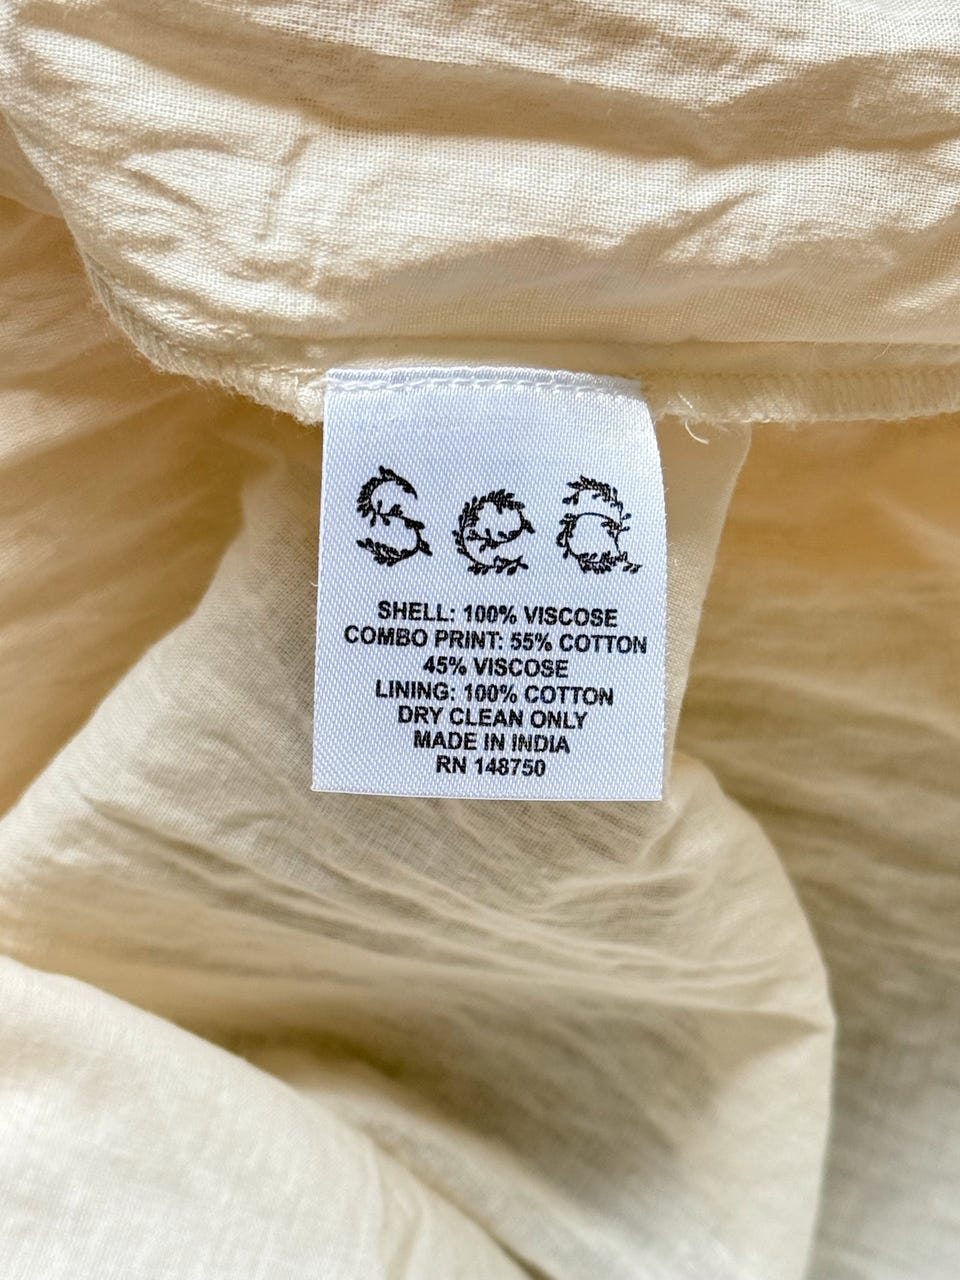 Sea
SHELL: 100% VISCOSE
COMBO PRINT: 55% COTTON
45% VISCOSE
LINING: 100% COTTON
DRY CLEAN ONLY
MADE IN INDIA
RN 148750